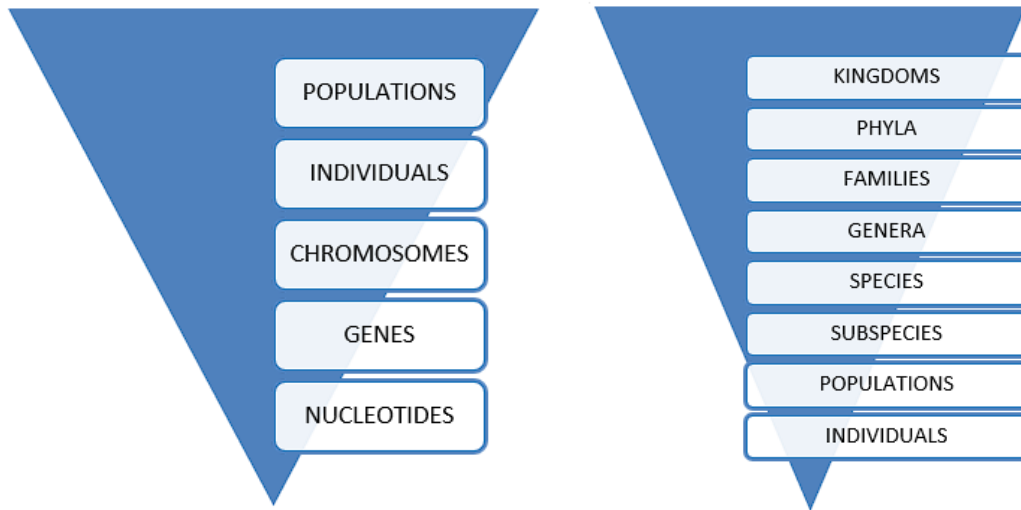 POPULATIONS
INDIVIDUALS
CHROMOSOMES
GENES
NUCLEOTIDES
KINGDOMS
PHYLA
FAMILIES
GENERA
SPECIES
SUBSPECIES
POPULATIONS
INDIVIDUALS